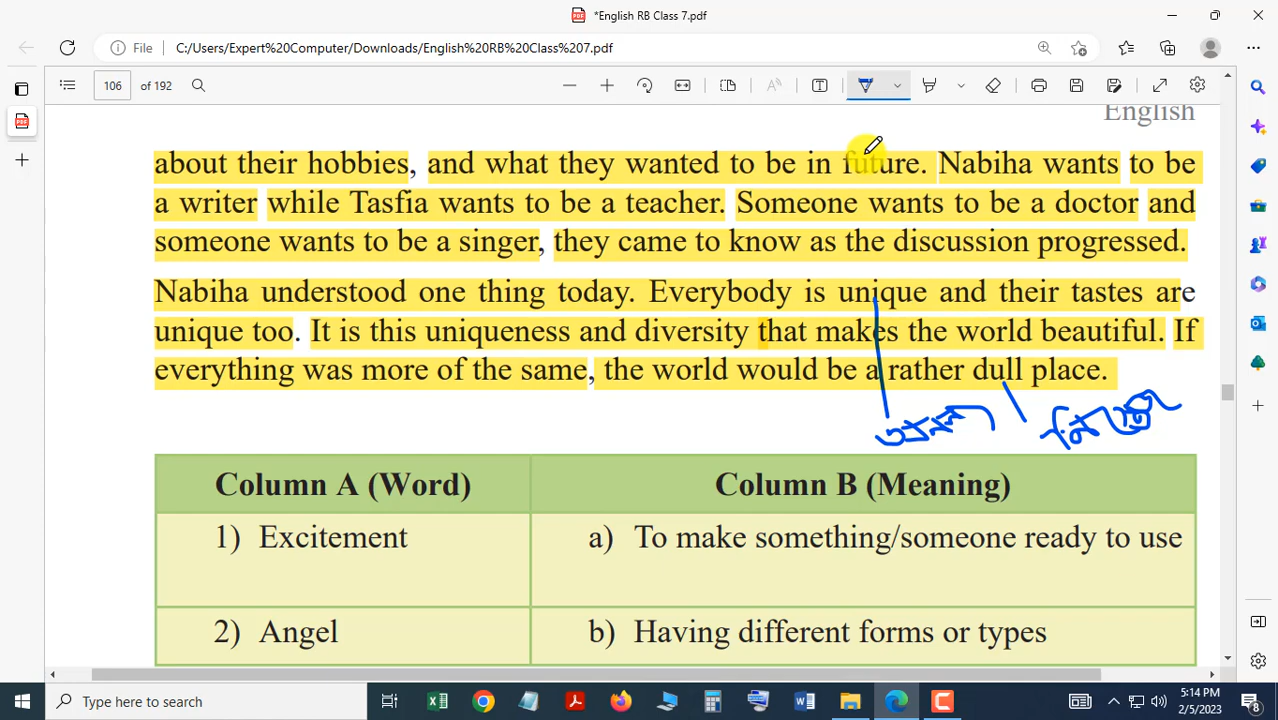 *English RB Class 7.pdf
File C:/Users/Expert%20Computer/Downloads/English%20RB%20Class%207.pdf
106 of 192
English
about their hobbies, and what they wanted to be in future. Nabiha wants to be
a writer while Tasfia wants to be a teacher. Someone wants to be a doctor and
someone wants to be a singer, they came to know as the discussion progressed.
Nabiha understood one thing today. Everybody is unique and their tastes are
unique too. It is this uniqueness and diversity that makes the world beautiful. If
everything was more of the same, the world would be a rather dull place.
Column A (Word) Column B (Meaning)
1) Excitement a) To make something/someone ready to use
2) Angel b) Having different forms or types
Type here to search
5:14 PM
2/5/2023
8